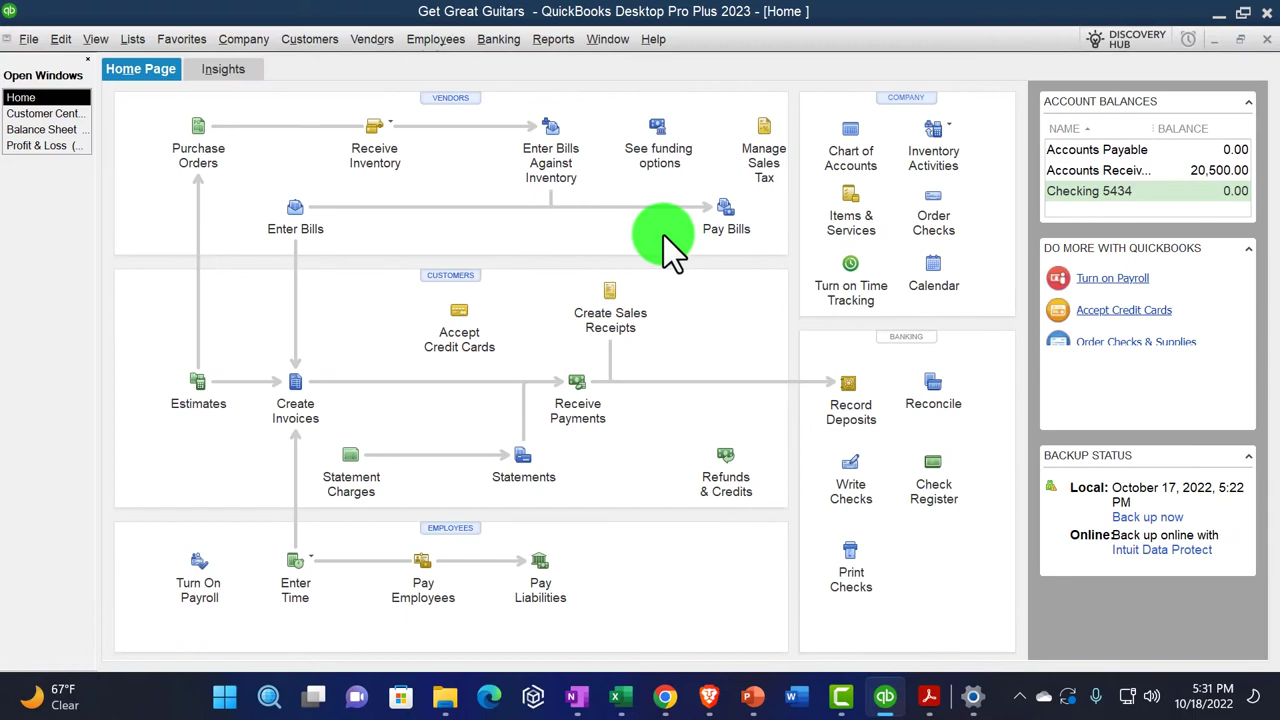 Get Great Guitars - QuickBooks Desktop Pro Plus 2023 - [Home ]
File Edit View Lists Favorites Company Customers Vendors Employees Banking Reports Window Help
DISCOVERY
HUB
Open Windows
Home
Customer Cent...
Balance Sheet ...
Profit & Loss (...
Home Page
Insights
VENDORS
Purchase
Orders
Receive
Inventory
Enter Bills
Against
Inventory
See funding
options
Manage
Sales
Tax
Enter Bills
Pay Bills
CUSTOMERS
Accept
Credit Cards
Create Sales
Receipts
Estimates
Create
Invoices
Receive
Payments
Statement
Charges
Statements
Refunds
& Credits
EMPLOYEES
Turn On
Payroll
Enter
Time
Pay
Employees
Pay
Liabilities
COMPANY
Chart of
Accounts
Inventory
Activities
Items &
Services
Order
Checks
Turn on Time
Tracking
Calendar
BANKING
Record
Deposits
Reconcile
Write
Checks
Check
Register
Print
Checks
ACCOUNT BALANCES
NAME BALANCE
Accounts Payable 0.00
Accounts Receiv... 20,500.00
Checking 5434 0.00
DO MORE WITH QUICKBOOKS
Turn on Payroll
Accept Credit Cards
Order Checks & Supplies
BACKUP STATUS
Local: October 17, 2022, 5:22
PM
Back up now
Online: Back up online with
Intuit Data Protect
67°F
Clear
5:31 PM
10/18/2022